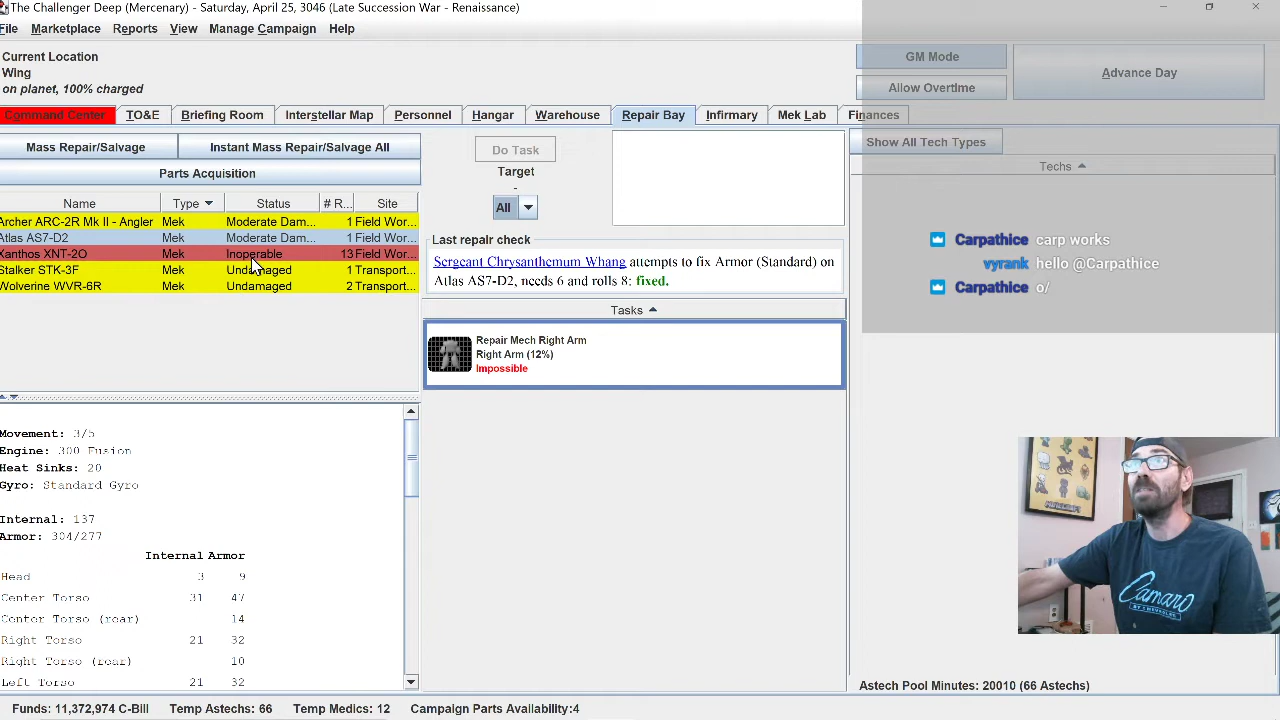 The Challenger Deep (Mercenary) - Saturday, April 25, 3046 (Late Succession War - Renaissance)
File Marketplace Reports View Manage Campaign Help
Current Location
Wing
on planet, 100% charged
GM Mode
Allow Overtime
Advance Day
Command Center TO&E Briefing Room Interstellar Map Personnel Hangar Warehouse Repair Bay Infirmary Mek Lab Finances
Mass Repair/Salvage Instant Mass Repair/Salvage All
Parts Acquisition
Name Type Status # R... Site
Archer ARC-2R Mk II - Angler Mek Moderate Dam... 1 Field Wor...
Atlas AS7-D2 Mek Moderate Dam... 1 Field Wor...
Xanthos XNT-2O Mek Inoperable 13 Field Wor...
Stalker STK-3F Mek Undamaged 1 Transport...
Wolverine WVR-6R Mek Undamaged 2 Transport...
Do Task
Target
-
All
Last repair check
Sergeant Chrysanthemum Whang attempts to fix Armor (Standard) on
Atlas AS7-D2, needs 6 and rolls 8; fixed.
Tasks
Repair Mech Right Arm
Right Arm (12%)
Impossible
Show All Tech Types
Techs
Carpathice carp works
vyrank hello @Carpathice
Carpathice o/
Movement: 3/5
Engine: 300 Fusion
Heat Sinks: 20
Gyro: Standard Gyro
Internal: 137
Armor: 304/277
Internal Armor
Head 3 9
Center Torso 31 47
Center Torso (rear) 14
Right Torso 21 32
Right Torso (rear) 10
Left Torso 21 32
Camaro
BY CHEVROLET
Astech Pool Minutes: 20010 (66 Astechs)
Funds: 11,372,974 C-Bill Temp Astechs: 66 Temp Medics: 12 Campaign Parts Availability:4